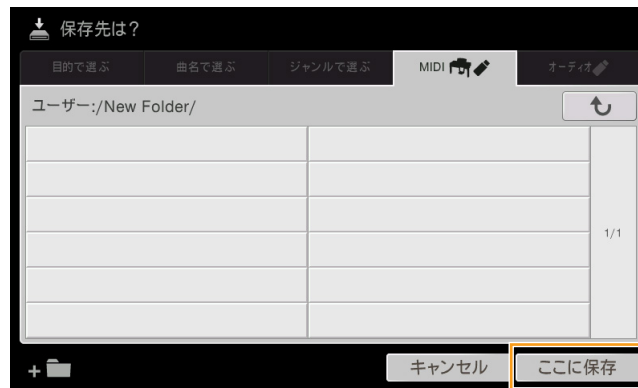 保存先は？
目的で選ぶ 曲名で選ぶ ジャンルで選ぶ MIDI オーディオ
ユーザー:/New Folder/
1/1
+ キャンセル ここに保存